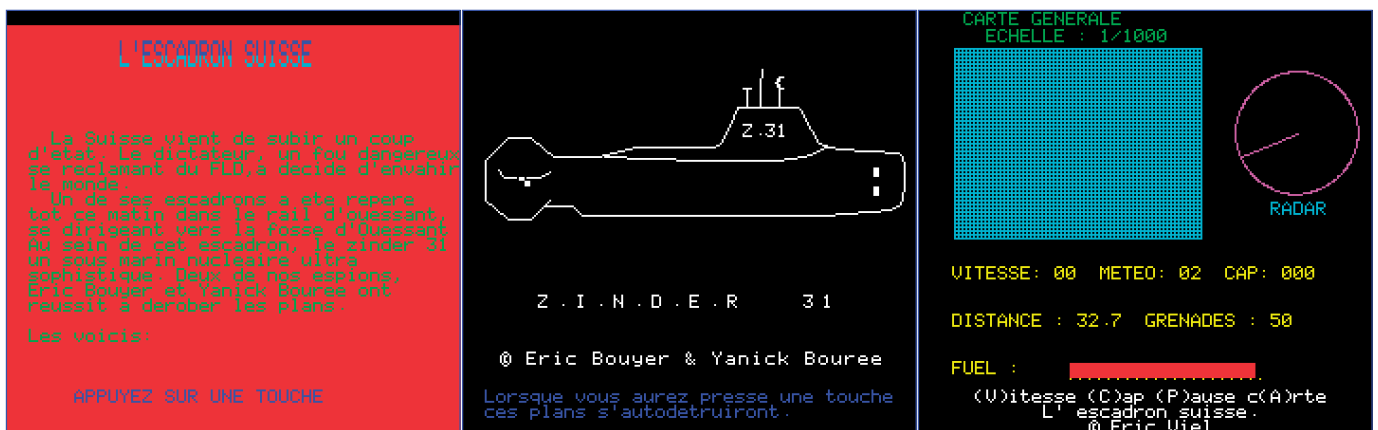 L'ESCADRON SUISSE
La Suisse vient de subir un coup
d'etat. Le dictateur, un fou dangereux
se reclamant du FLD,a decide d'envahir
le monde.
Un de ses escadrons a ete repere
tot ce matin dans le rail d'ouessant,
se dirigeant vers la fosse d'Ouessant
Au sein de cet escadron, le zinder 31
un sous marin nucleaire ultra
sophistique. Deux de nos espions,
Eric Bouyer et Yanick Bouree ont
reussit a derober les plans.
Les voicis:
APPUYEZ SUR UNE TOUCHE
Z.31
Z.I.N.D.E.R 31
© Eric Bouyer & Yanick Bouree
Lorsque vous aurez presse une touche
ces plans s'autodetruiront.
CARTE GENERALE
ECHELLE : 1/1000
RADAR
VITESSE: 00 METEO: 02 CAP: 000
DISTANCE : 32.7 GRENADES : 50
FUEL :
(V)itesse (C)ap (P)ause c(A)rte
L' escadron suisse.
© Eric Viel